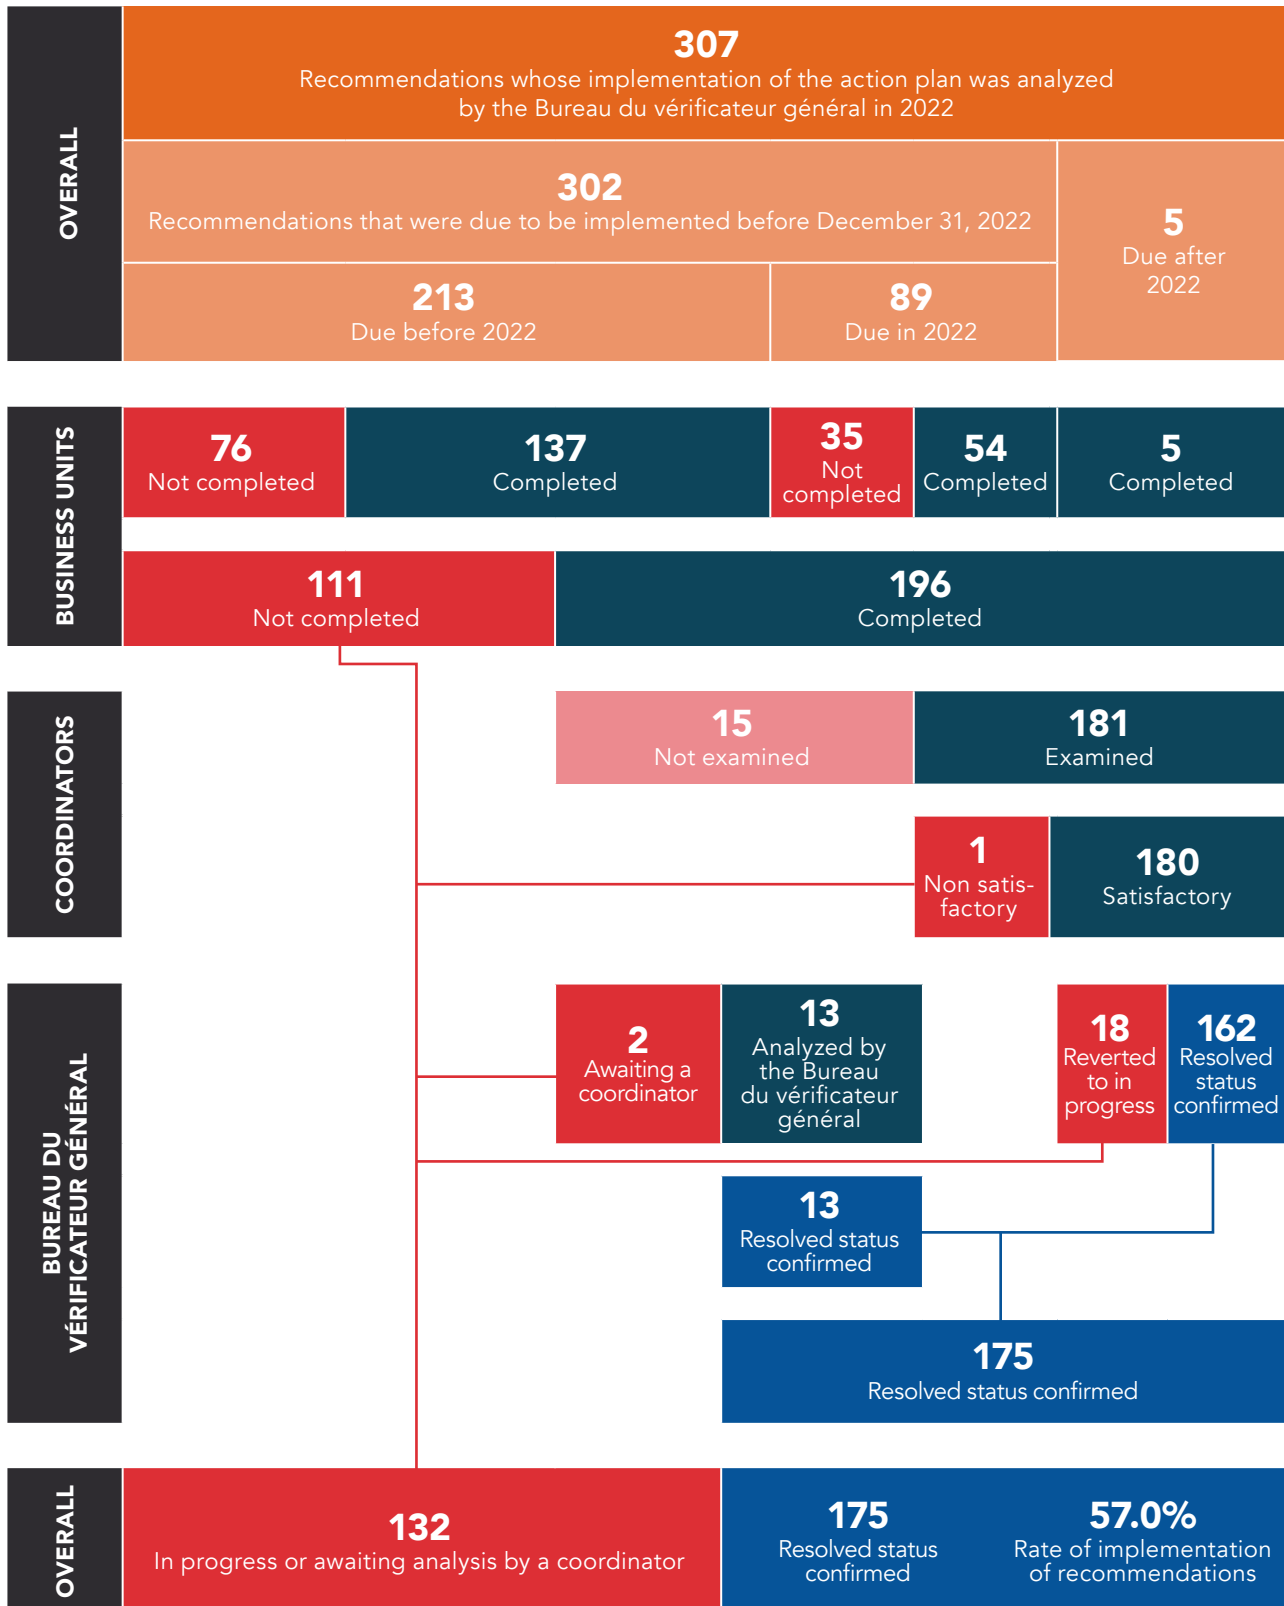 OVERALL
307
Recommendations whose implementation of the action plan was analyzed
by the Bureau du vérificateur général in 2022
302
Recommendations that were due to be implemented before December 31, 2022
5
Due after
2022
213
Due before 2022
89
Due in 2022
BUSINESS UNITS
76
Not completed
137
Completed
35
Not
completed
54
Completed
5
Completed
111
Not completed
196
Completed
COORDINATORS
15
Not examined
181
Examined
1
Non satis-
factory
180
Satisfactory
BUREAU DU
VÉRIFICATEUR GÉNÉRAL
2
Awaiting a
coordinator
13
Analyzed by
the Bureau
du vérificateur
général
18
Reverted
to in
progress
162
Resolved
status
confirmed
13
Resolved status
confirmed
175
Resolved status confirmed
OVERALL
132
In progress or awaiting analysis by a coordinator
175
Resolved status
confirmed
57.0%
Rate of implementation
of recommendations